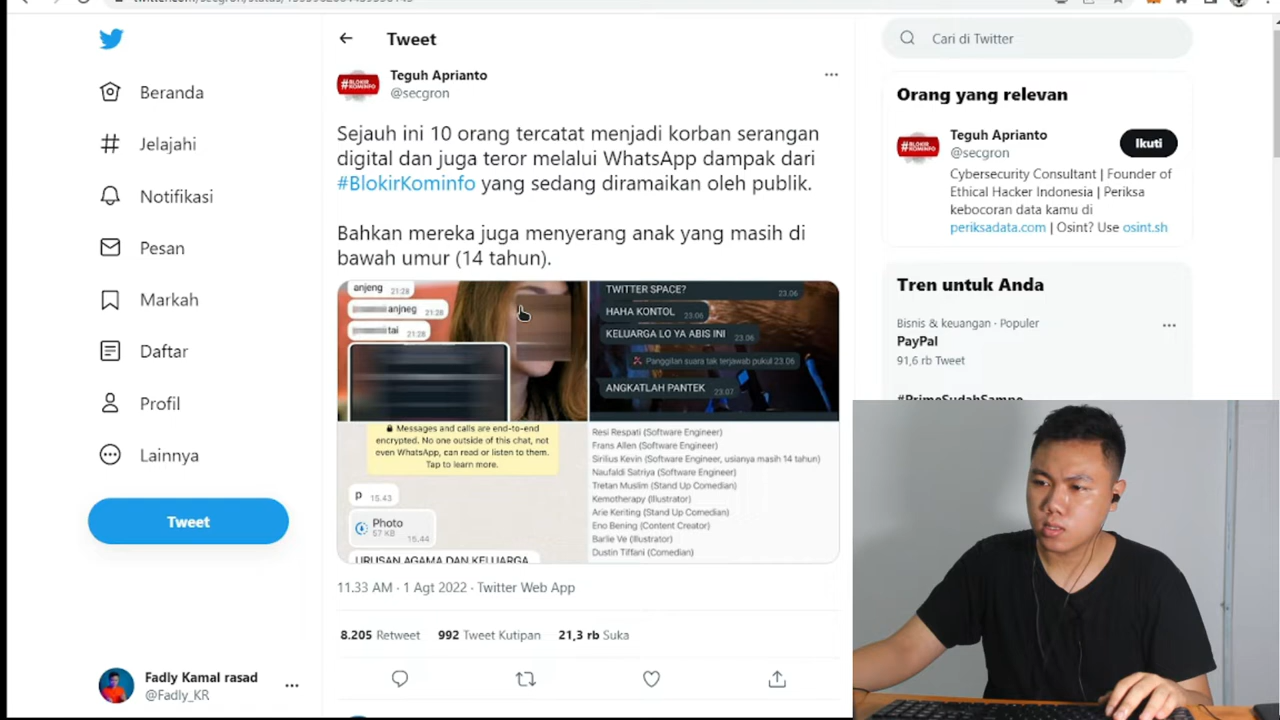 Tweet
Cari di Twitter
Beranda
Jelajahi
Notifikasi
Pesan
Markah
Daftar
Profil
Lainnya
Tweet
Fadly Kamal rasad
@Fadly_KR
#BLOKIR
KOMINFO
Teguh Aprianto
@secgron
Sejauh ini 10 orang tercatat menjadi korban serangan
digital dan juga teror melalui WhatsApp dampak dari
#BlokirKominfo yang sedang diramaikan oleh publik.
Bahkan mereka juga menyerang anak yang masih di
bawah umur (14 tahun).
anjeng 21:28
anjneg 21:28
tai 21:28
TWITTER SPACE? 23.06
HAHA KONTOL 23.06
KELUARGA LO YA ABIS INI 23.06
Panggilan suara tak terjawab pukul 23.06
ANGKATLAH PANTEK 23.07
Messages and calls are end-to-end
encrypted. No one outside of this chat, not
even WhatsApp, can read or listen to them.
Tap to learn more.
p 15.43
Photo
57 KB 15.44
URUSAN AGAMA DAN KELUARGA
Resi Respati (Software Engineer)
Frans Allen (Software Engineer)
Sirilius Kevin (Software Engineer, usianya masih 14 tahun)
Naufaldi Satriya (Software Engineer)
Tretan Muslim (Stand Up Comedian)
Kemotherapy (Illustrator)
Arie Keriting (Stand Up Comedian)
Eno Bening (Content Creator)
Barlie Ve (Illustrator)
Dustin Tiffani (Comedian)
11.33 AM · 1 Agt 2022 · Twitter Web App
8.205 Retweet 992 Tweet Kutipan 21,3 rb Suka
Orang yang relevan
#BLOKIR
KOMINFO
Teguh Aprianto
@secgron
Ikuti
Cybersecurity Consultant | Founder of
Ethical Hacker Indonesia | Periksa
kebocoran data kamu di
periksadata.com | Osint? Use osint.sh
Tren untuk Anda
Bisnis & keuangan · Populer
PayPal
91,6 rb Tweet
#PrimeSudahSampe